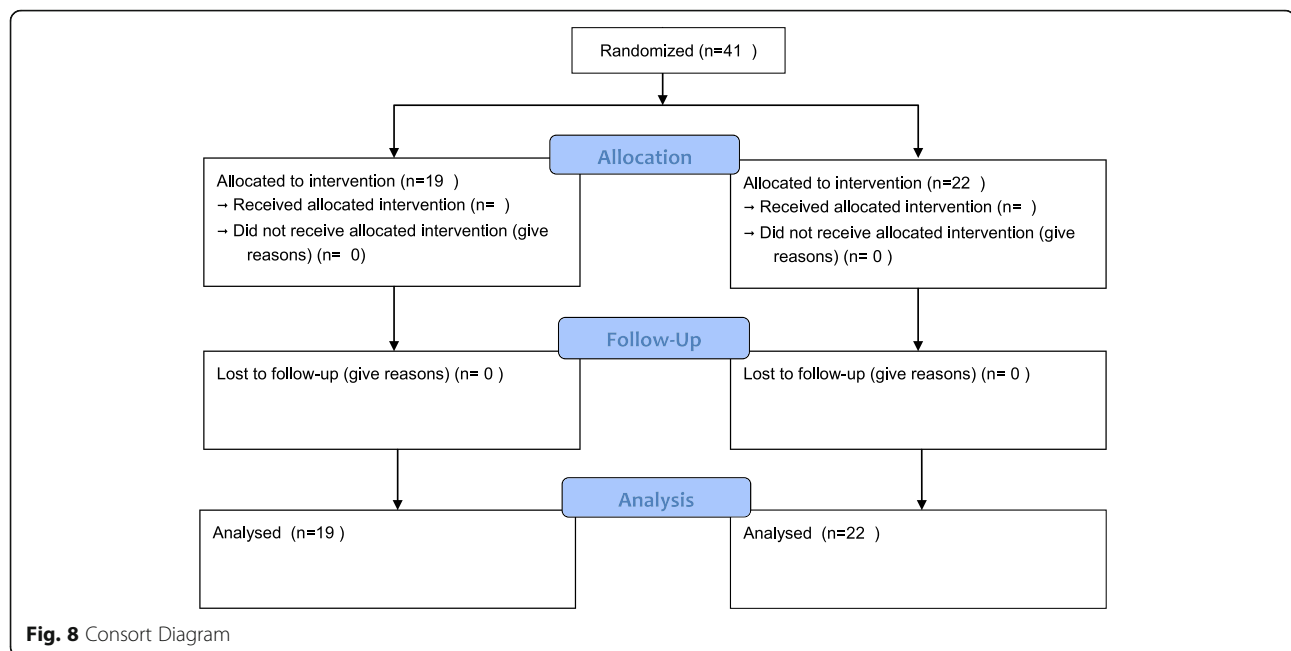 Randomized (n=41  )
Allocation
Allocated to intervention (n=19  )
→ Received allocated intervention (n=  )
→ Did not receive allocated intervention (give
reasons) (n=  0)
Allocated to intervention (n=22  )
→ Received allocated intervention (n=  )
→ Did not receive allocated intervention (give
reasons) (n= 0  )
Follow-Up
Lost to follow-up (give reasons) (n= 0  )
Lost to follow-up (give reasons) (n= 0  )
Analysis
Analysed  (n=19 )
Analysed  (n=22  )
Fig. 8 Consort Diagram